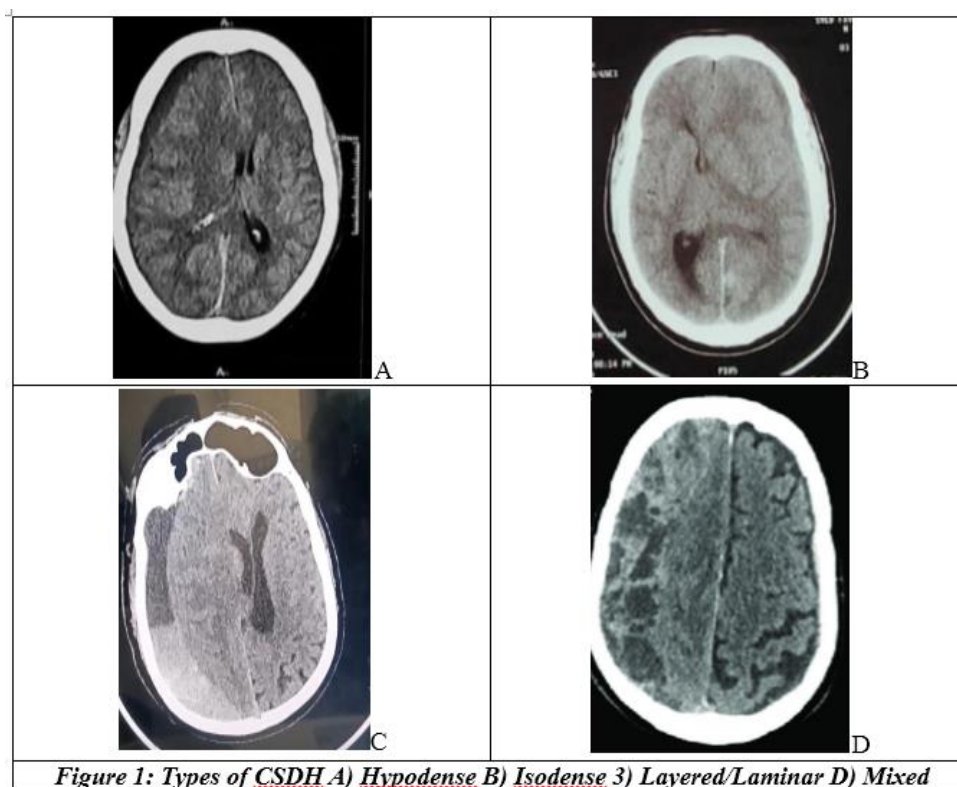 A
B
C
D
Figure 1: Types of CSDH A) Hypodense B) Isodense 3) Layered/Laminar D) Mixed